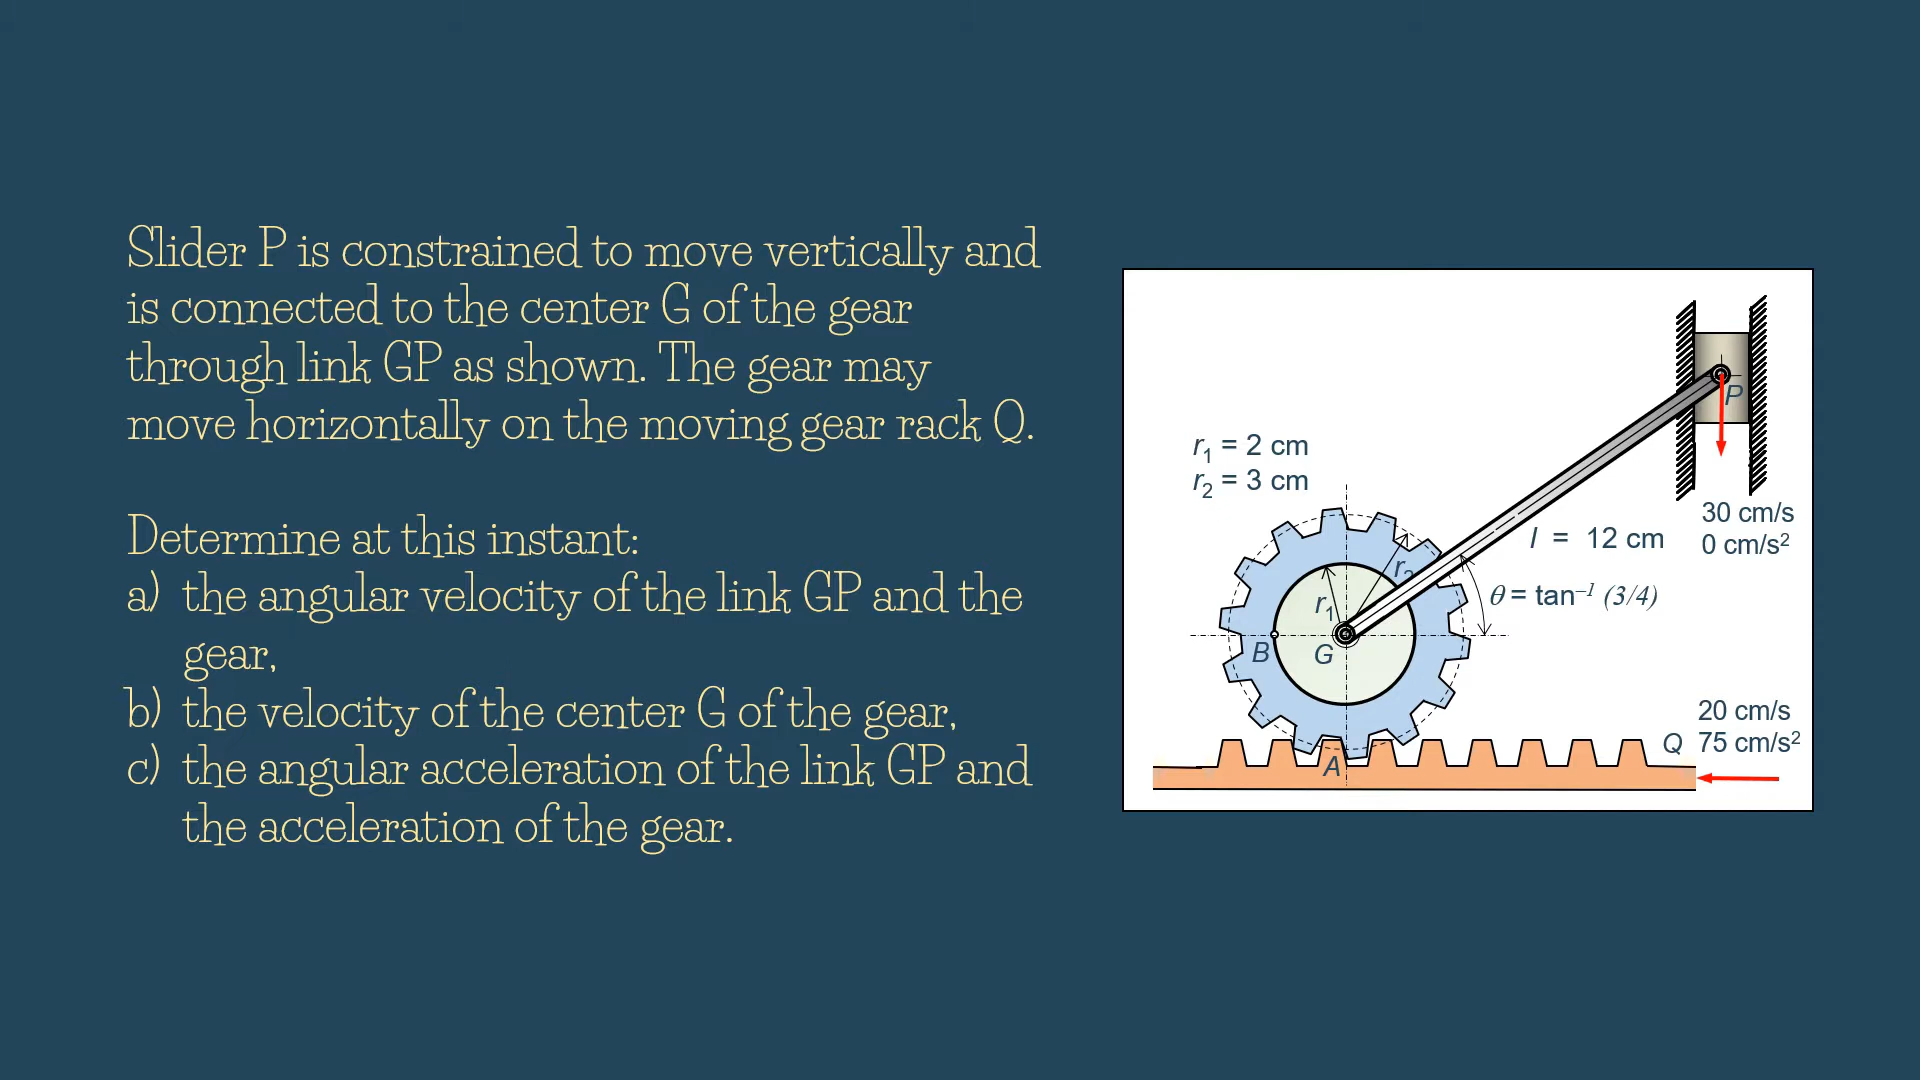 Slider P is constrained to move vertically and
is connected to the center G of the gear
through link GP as shown. The gear may
move horizontally on the moving gear rack Q.
Determine at this instant:
a) the angular velocity of the link GP and the
gear,
b) the velocity of the center G of the gear,
c) the angular acceleration of the link GP and
the acceleration of the gear.
r1 = 2 cm
r2 = 3 cm
P
30 cm/s
0 cm/s²
l = 12 cm
θ = tan⁻¹ (3/4)
r2
r1
B
G
A
20 cm/s
Q 75 cm/s²